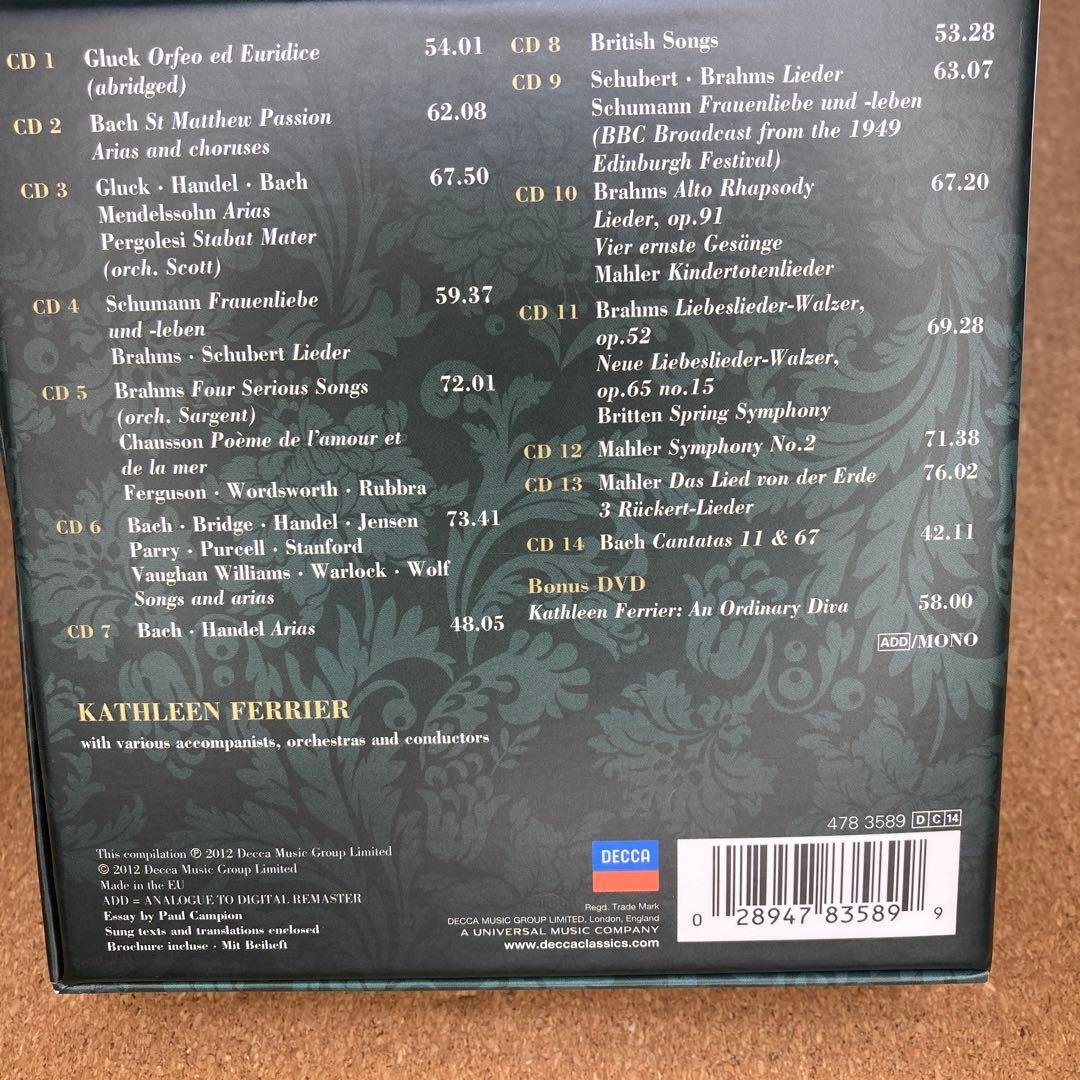 CD 1 Gluck Orfeo ed Euridice 54.01
(abridged)
CD 2 Bach St Matthew Passion 62.08
Arias and choruses
CD 3 Gluck · Handel · Bach 67.50
Mendelssohn Arias
Pergolesi Stabat Mater
(orch. Scott)
CD 4 Schumann Frauenliebe 59.37
und -leben
Brahms · Schubert Lieder
CD 5 Brahms Four Serious Songs 72.01
(orch. Sargent)
Chausson Poème de l'amour et
de la mer
Ferguson · Wordsworth · Rubbra
CD 6 Bach · Bridge · Handel · Jensen 73.41
Parry · Purcell · Stanford
Vaughan Williams · Warlock · Wolf
Songs and arias
CD 7 Bach · Handel Arias 48.05
CD 8 British Songs 53.28
CD 9 Schubert · Brahms Lieder 63.07
Schumann Frauenliebe und -leben
(BBC Broadcast from the 1949
Edinburgh Festival)
CD 10 Brahms Alto Rhapsody 67.20
Lieder, op.91
Vier ernste Gesänge
Mahler Kindertotenlieder
CD 11 Brahms Liebeslieder-Walzer,
op.52 69.28
Neue Liebeslieder-Walzer,
op.65 no.15
Britten Spring Symphony
CD 12 Mahler Symphony No.2 71.38
CD 13 Mahler Das Lied von der Erde 76.02
3 Rückert-Lieder
CD 14 Bach Cantatas 11 & 67 42.11
Bonus DVD
Kathleen Ferrier: An Ordinary Diva 58.00
ADD/MONO
KATHLEEN FERRIER
with various accompanists, orchestras and conductors
478 3589 D C 14
This compilation ℗ 2012 Decca Music Group Limited
© 2012 Decca Music Group Limited
Made in the EU
ADD = ANALOGUE TO DIGITAL REMASTER
Essay by Paul Campion
Sung texts and translations enclosed
Brochure incluse · Mit Beiheft
DECCA
Regd. Trade Mark
DECCA MUSIC GROUP LIMITED, London, England
A UNIVERSAL MUSIC COMPANY
www.deccaclassics.com
0 28947 83589 9